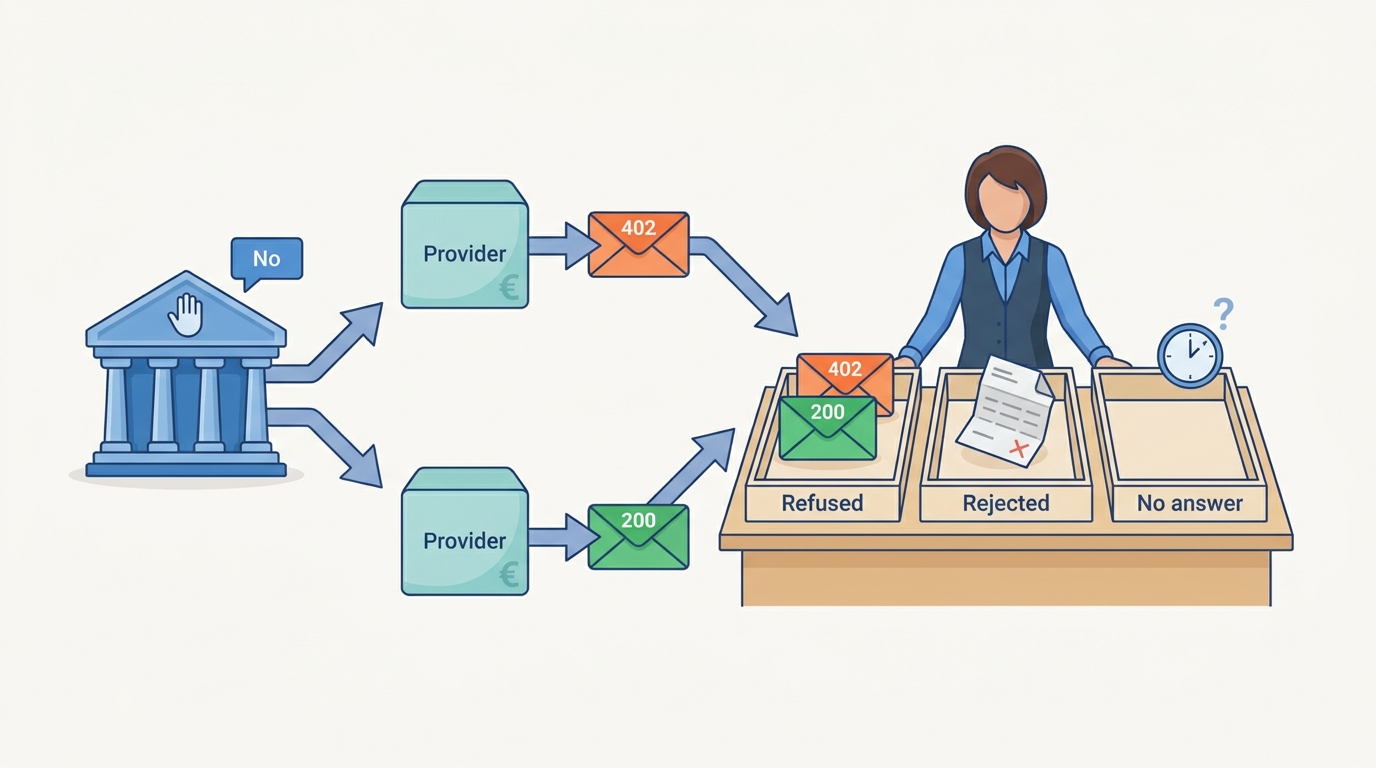 No
Provider
€
402
Provider
€
200
402
200
?
Refused
Rejected
No answer